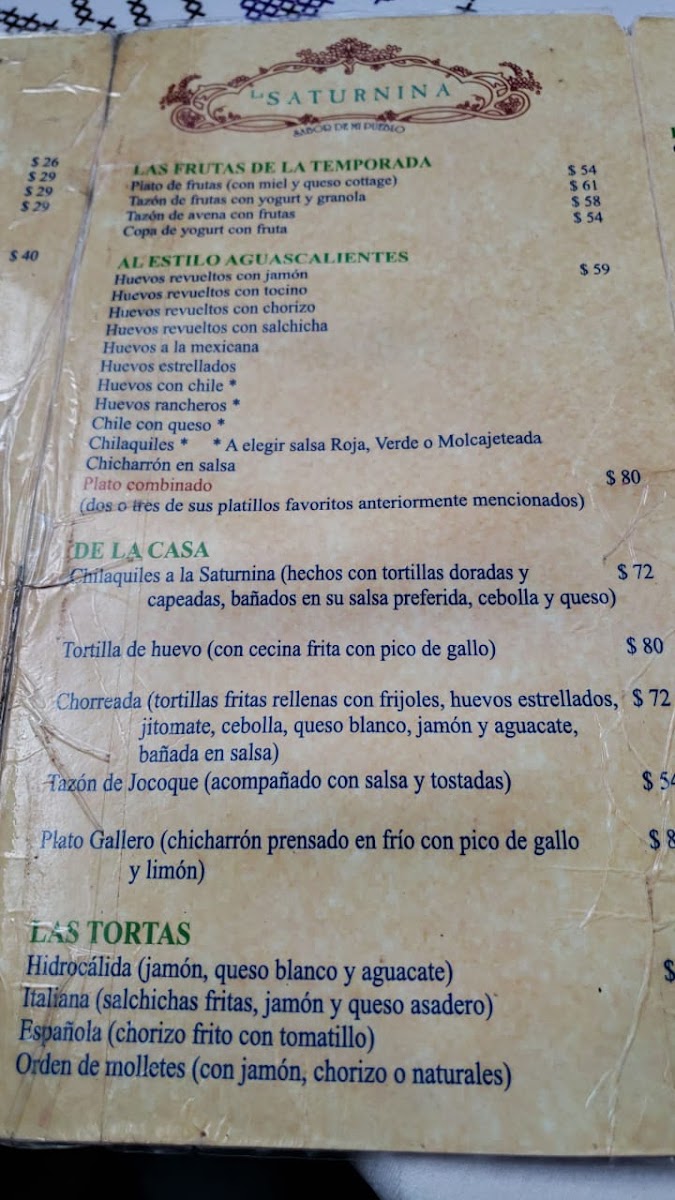 LA SATURNINA
SABOR DE MI PUEBLO
$ 26
$ 29
$ 29
$ 29
$ 40
LAS FRUTAS DE LA TEMPORADA
Plato de frutas (con miel y queso cottage) $ 54
Tazón de frutas con yogurt y granola $ 61
Tazón de avena con frutas $ 58
Copa de yogurt con fruta $ 54
AL ESTILO AGUASCALIENTES
Huevos revueltos con jamón $ 59
Huevos revueltos con tocino
Huevos revueltos con chorizo
Huevos revueltos con salchicha
Huevos a la mexicana
Huevos estrellados
Huevos con chile *
Huevos rancheros *
Chile con queso *
Chilaquiles * * A elegir salsa Roja, Verde o Molcajeteada
Chicharrón en salsa
Plato combinado $ 80
(dos o tres de sus platillos favoritos anteriormente mencionados)
DE LA CASA
Chilaquiles a la Saturnina (hechos con tortillas doradas y $ 72
capeadas, bañados en su salsa preferida, cebolla y queso)
Tortilla de huevo (con cecina frita con pico de gallo) $ 80
Chorreada (tortillas fritas rellenas con frijoles, huevos estrellados, $ 72
jitomate, cebolla, queso blanco, jamón y aguacate,
bañada en salsa)
Tazón de Jocoque (acompañado con salsa y tostadas) $ 54
Plato Gallero (chicharrón prensado en frío con pico de gallo $ 8
y limón)
LAS TORTAS
Hidrocálida (jamón, queso blanco y aguacate) $
Italiana (salchichas fritas, jamón y queso asadero)
Española (chorizo frito con tomatillo)
Orden de molletes (con jamón, chorizo o naturales)